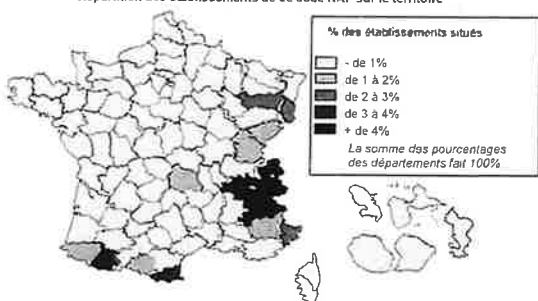 % des établissements situés
- de 1%
de 1 à 2%
de 2 à 3%
de 3 à 4%
+ de 4%
La somme des pourcentages
des départements fait 100%